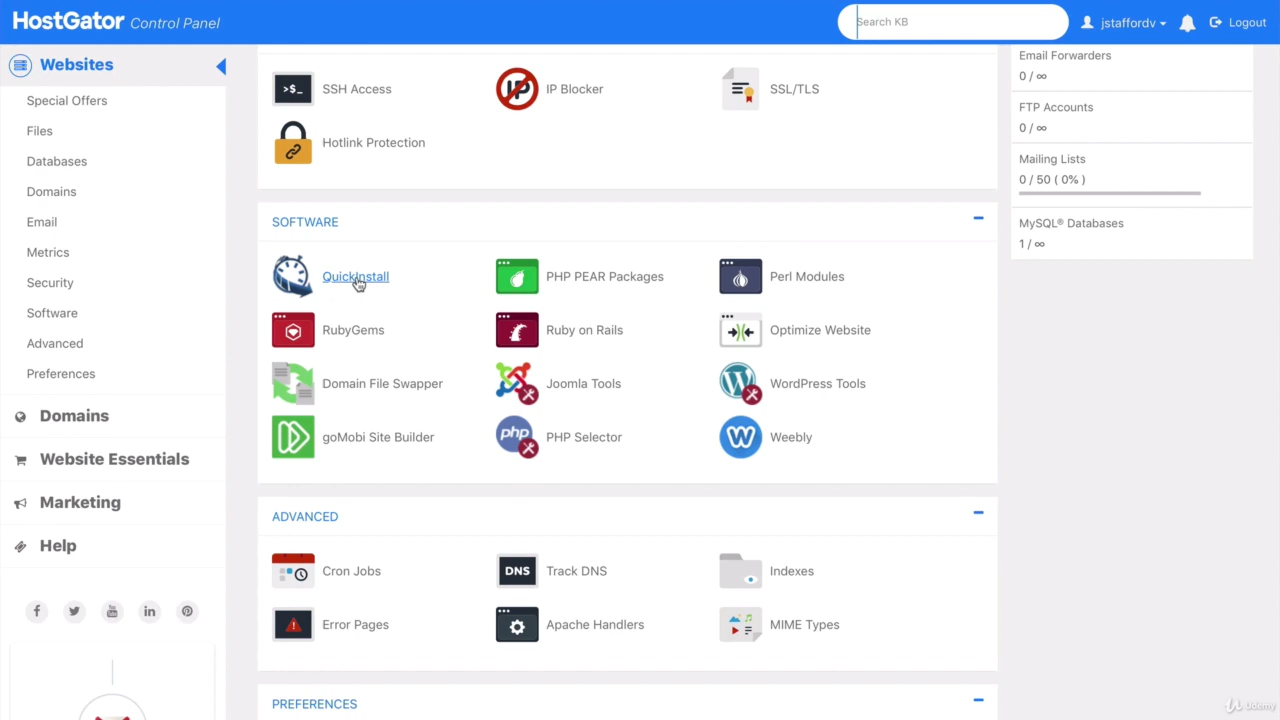 HostGator Control Panel
Search KB
jstaffordv
Logout
Websites
Special Offers
Files
Databases
Domains
Email
Metrics
Security
Software
Advanced
Preferences
Domains
Website Essentials
Marketing
Help
>$_ SSH Access
IP IP Blocker
SSL/TLS
Hotlink Protection
SOFTWARE
QuickInstall
PHP PEAR Packages
Perl Modules
RubyGems
Ruby on Rails
Optimize Website
Domain File Swapper
Joomla Tools
WordPress Tools
goMobi Site Builder
php PHP Selector
Weebly
ADVANCED
Cron Jobs
DNS Track DNS
Indexes
Error Pages
Apache Handlers
MIME Types
PREFERENCES
Email Forwarders
0 / ∞
FTP Accounts
0 / ∞
Mailing Lists
0 / 50 ( 0% )
MySQL® Databases
1 / ∞
Udemy